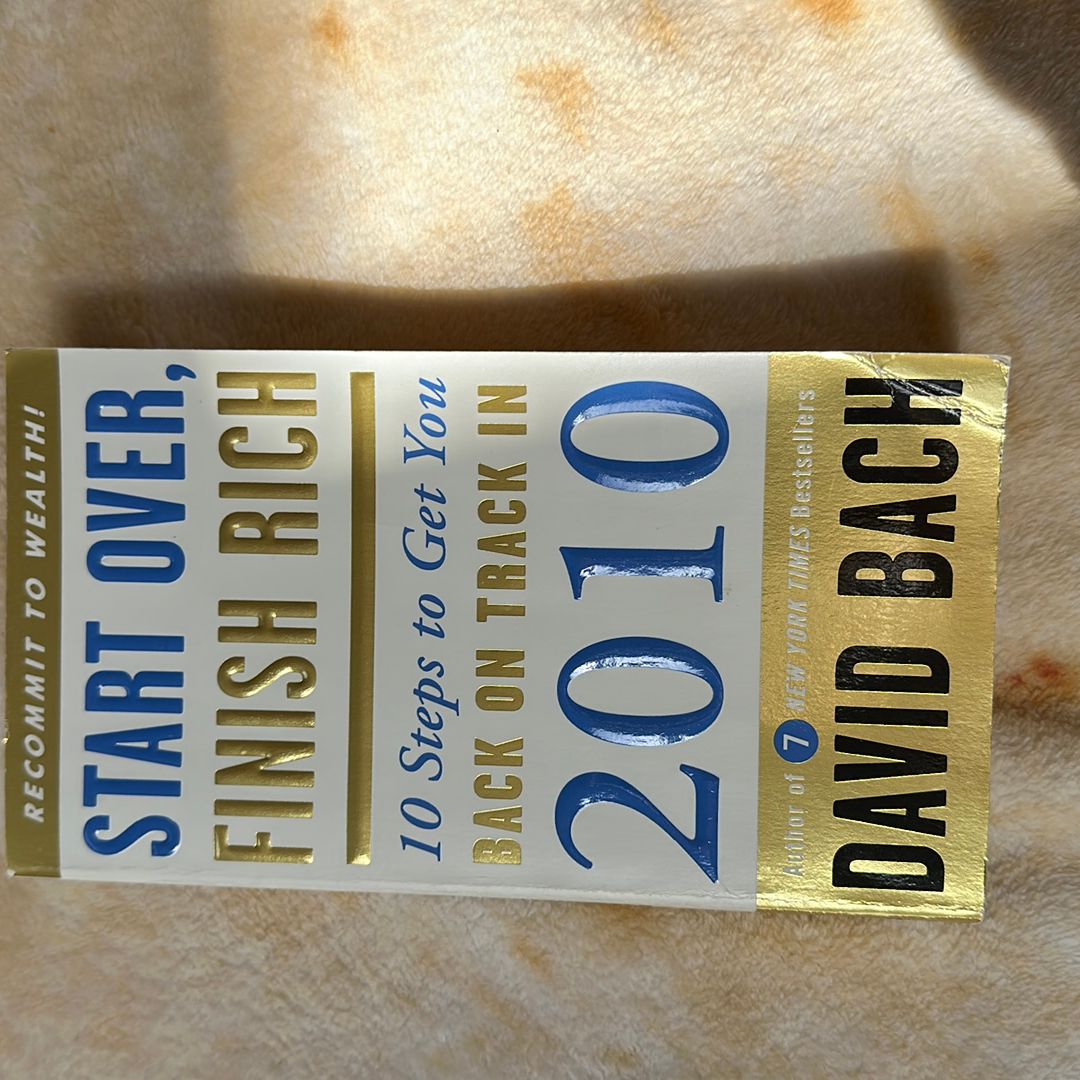 RECOMMIT TO WEALTH!
START OVER,
FINISH RICH
10 Steps to Get You
BACK ON TRACK IN
2010
Author of 7 NEW YORK TIMES Bestsellers
DAVID BACH